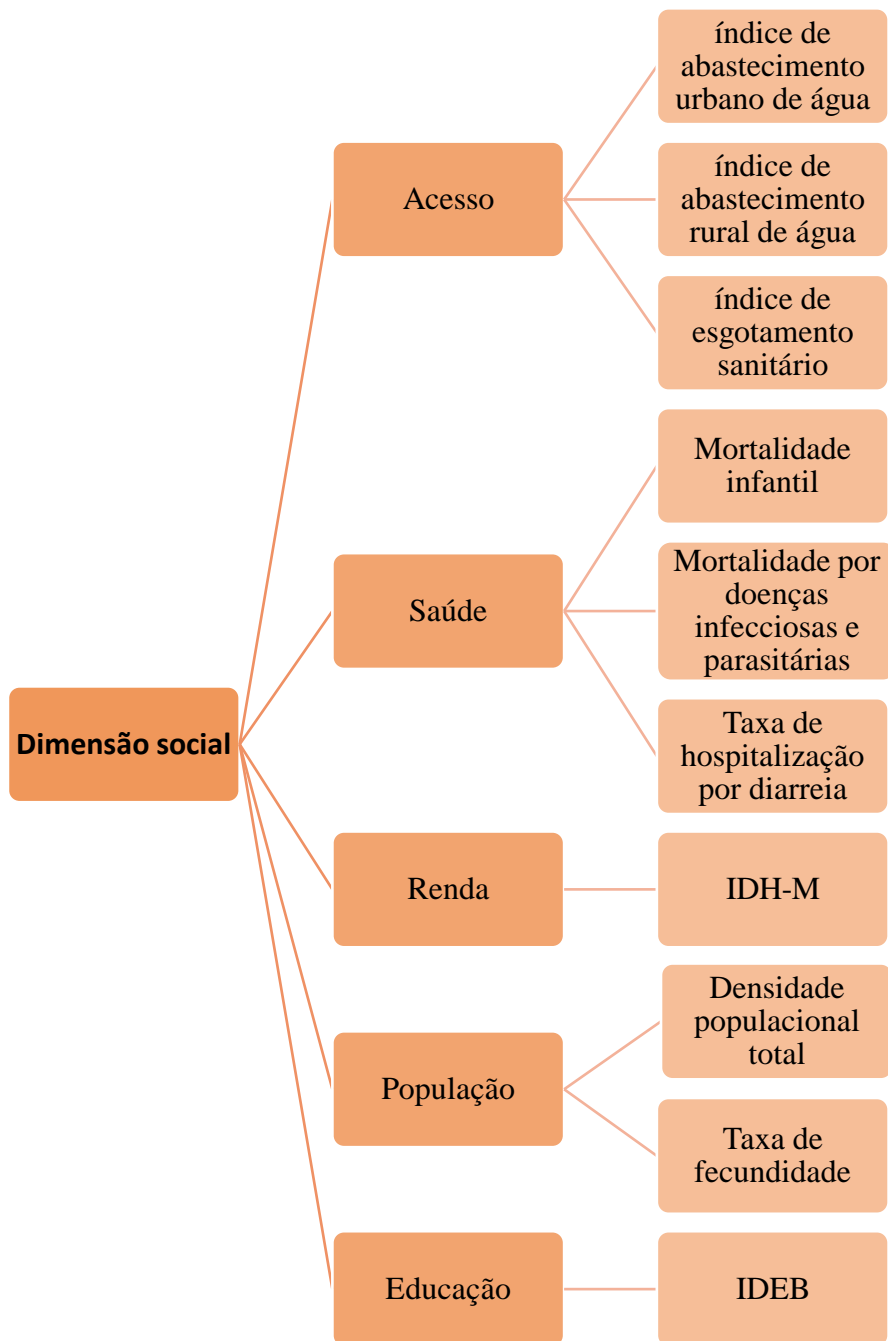 Dimensão social
Acesso
índice de
abastecimento
urbano de água
índice de
abastecimento
rural de água
índice de
esgotamento
sanitário
Saúde
Mortalidade
infantil
Mortalidade por
doenças
infecciosas e
parasitárias
Taxa de
hospitalização
por diarreia
Renda
IDH-M
População
Densidade
populacional
total
Taxa de
fecundidade
Educação
IDEB